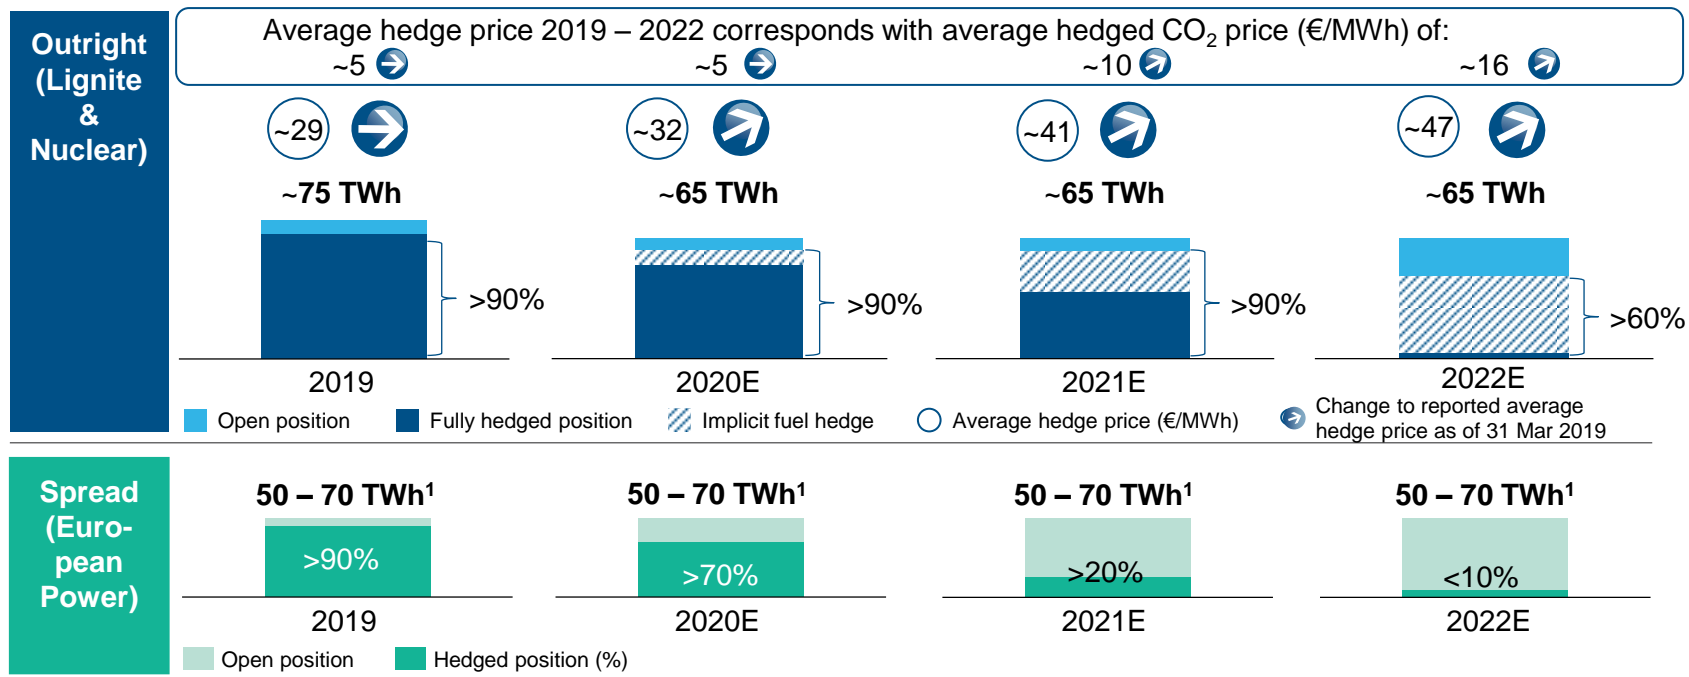 Outright
(Lignite
&
Nuclear)
Average hedge price 2019 – 2022 corresponds with average hedged CO₂ price (€/MWh) of:
~5 ~5 ~10 ~16
~29 ~32 ~41 ~47
~75 TWh ~65 TWh ~65 TWh ~65 TWh
>90% >90% >90% >60%
2019 2020E 2021E 2022E
Open position Fully hedged position Implicit fuel hedge Average hedge price (€/MWh) Change to reported average
hedge price as of 31 Mar 2019
Spread
(Euro-
pean
Power)
50 – 70 TWh¹ 50 – 70 TWh¹ 50 – 70 TWh¹ 50 – 70 TWh¹
>90% >70% >20% <10%
2019 2020E 2021E 2022E
Open position Hedged position (%)